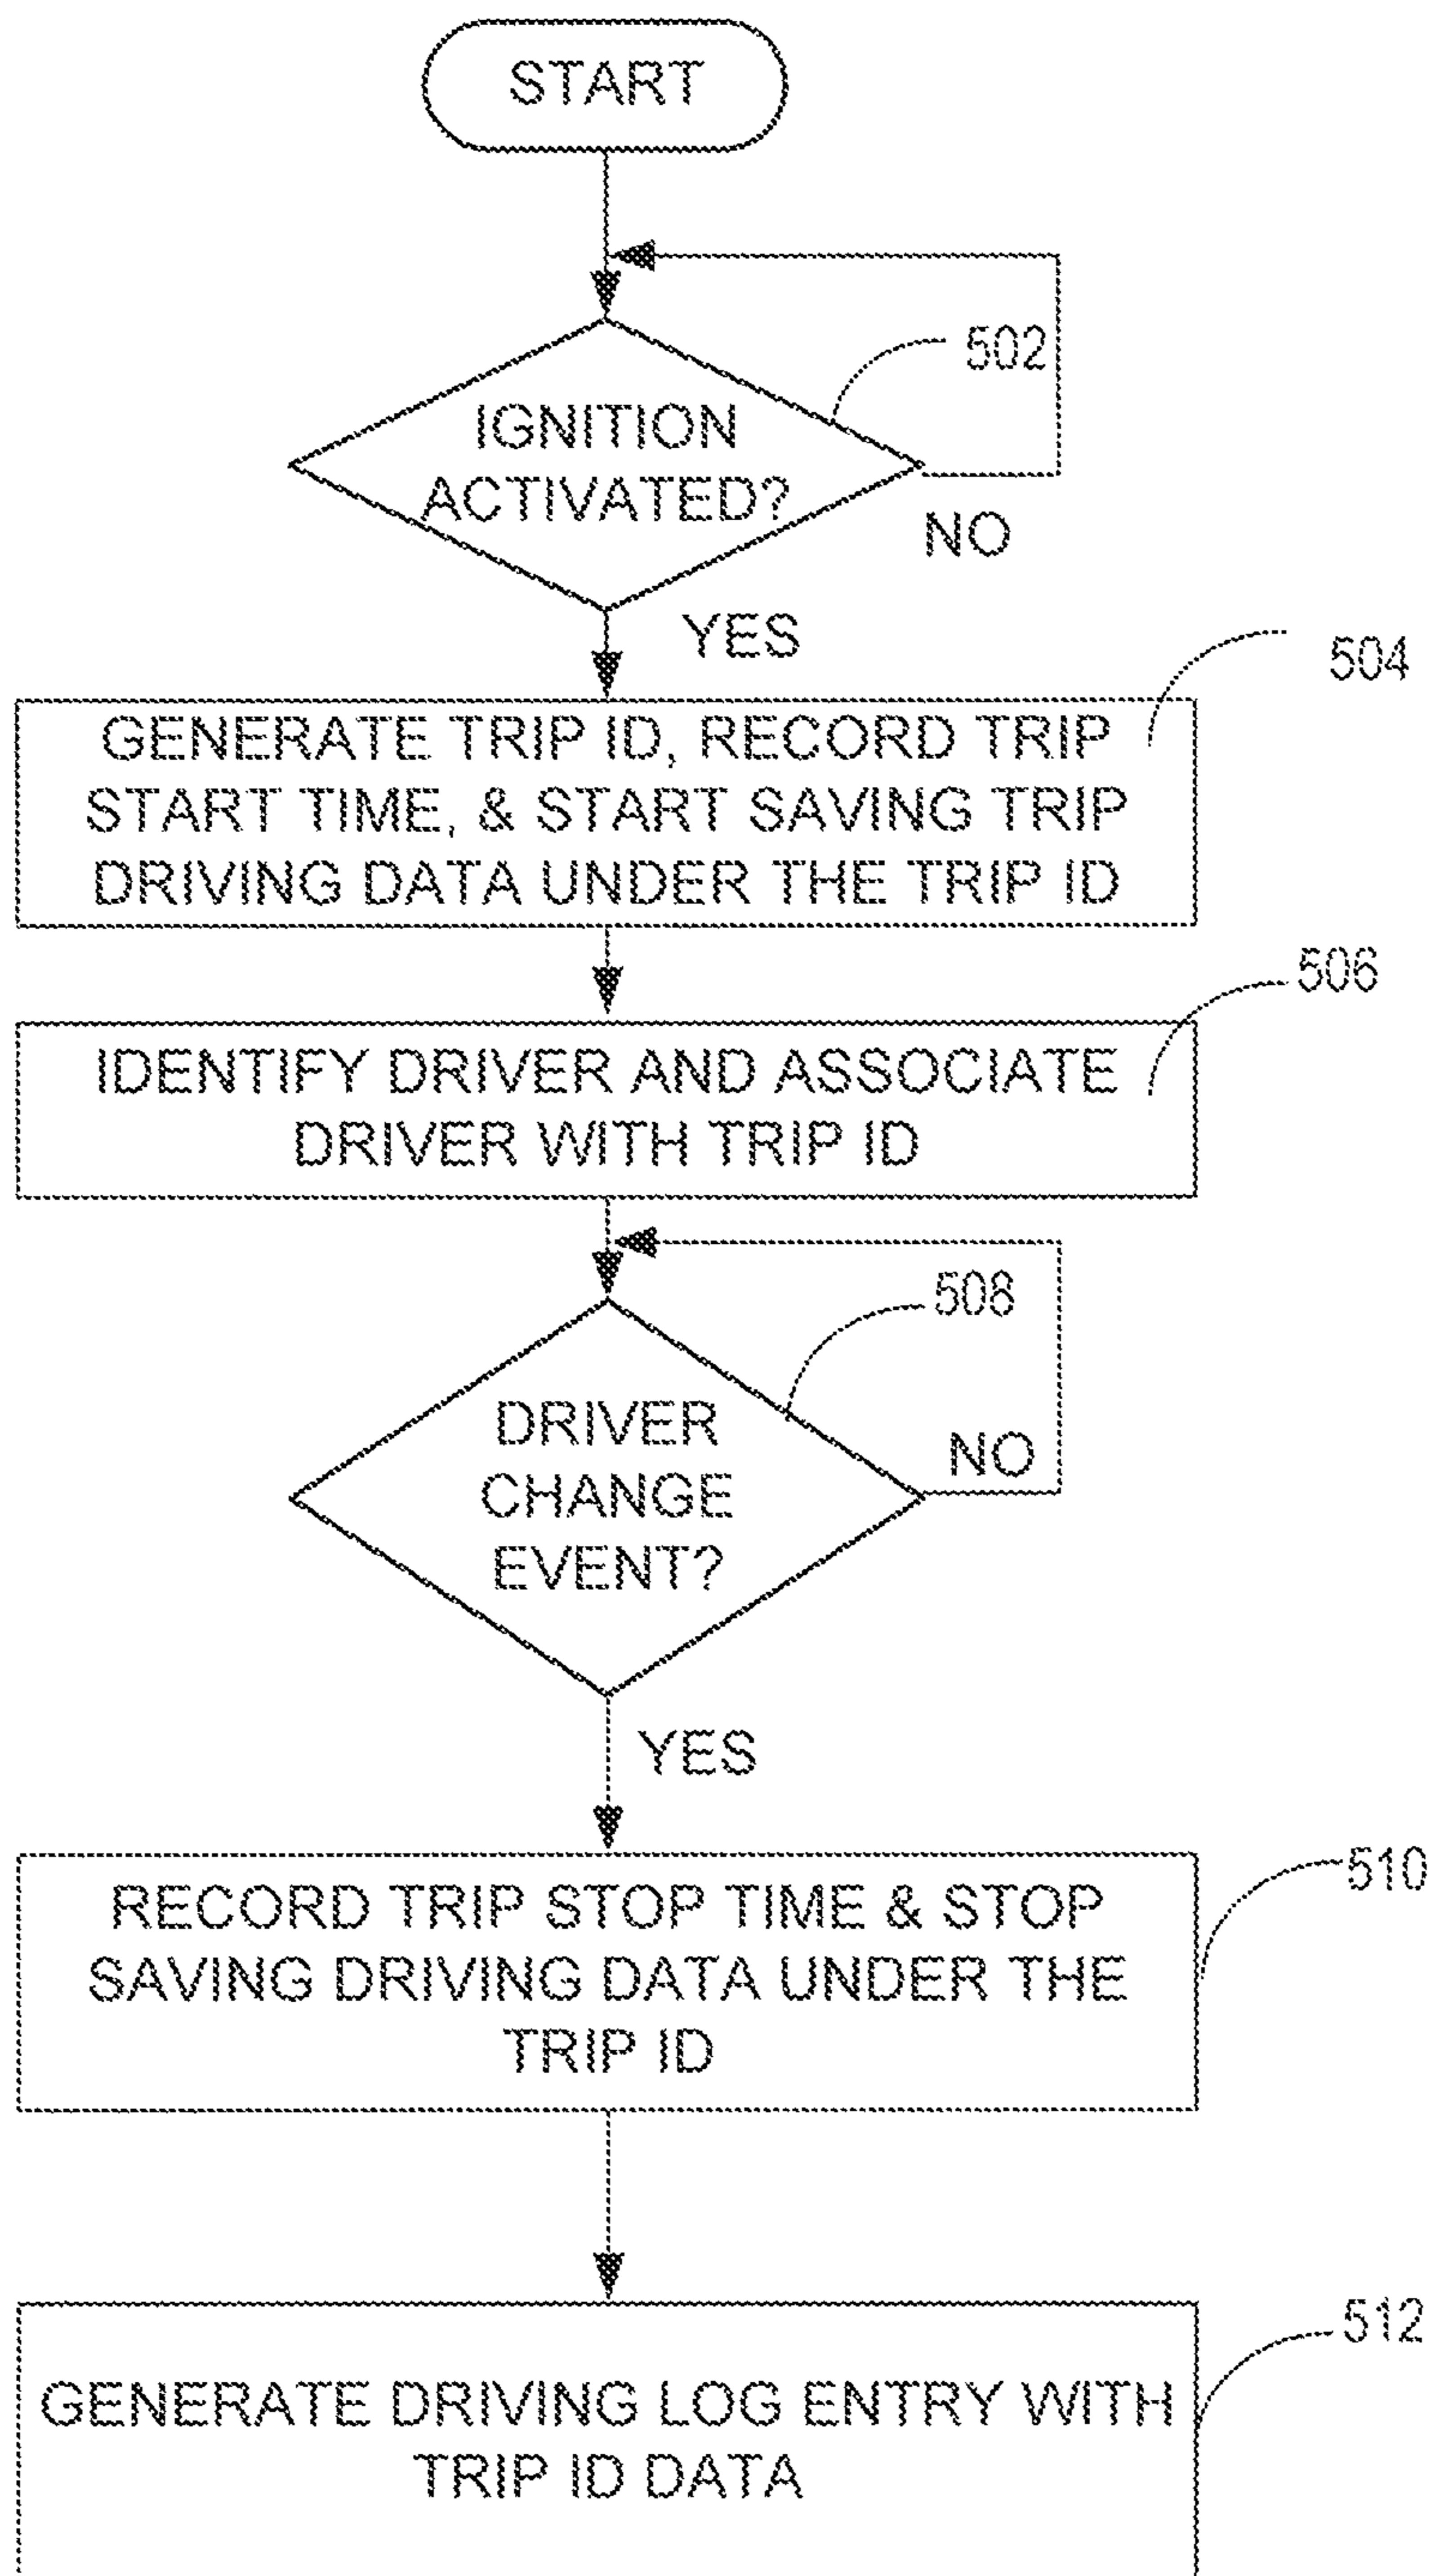 START
502
IGNITION
ACTIVATED?
NO
YES
504
GENERATE TRIP ID, RECORD TRIP
START TIME, & START SAVING TRIP
DRIVING DATA UNDER THE TRIP ID
506
IDENTIFY DRIVER AND ASSOCIATE
DRIVER WITH TRIP ID
508
DRIVER
CHANGE
EVENT?
NO
YES
510
RECORD TRIP STOP TIME & STOP
SAVING DRIVING DATA UNDER THE
TRIP ID
512
GENERATE DRIVING LOG ENTRY WITH
TRIP ID DATA